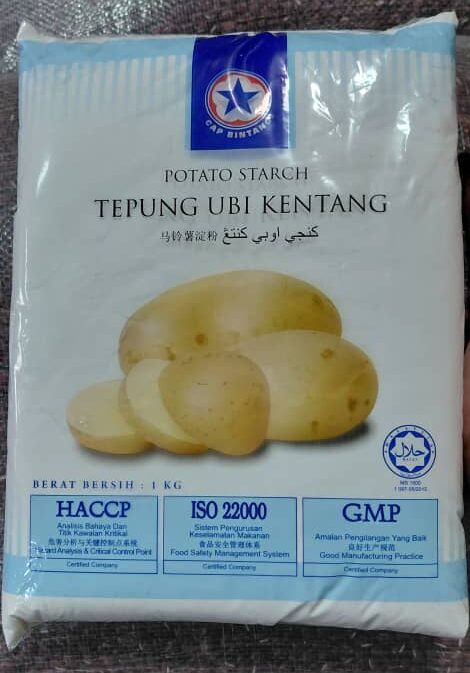 CAP BINTANG
POTATO STARCH
TEPUNG UBI KENTANG
马铃薯淀粉 كنجي اوبي كنتڠ
حلال
HALAL
MS 1500
BERAT BERSIH : 1 KG
HACCP
Analisis Bahaya Dan
Titik Kawalan Kritikal
危害分析与关键控制点系统
Hazard Analysis & Critical Control Point
Certified Company
ISO 22000
Sistem Pengurusan
Keselamatan Makanan
食品安全管理体系
Food Safety Management System
Certified Company
GMP
Amalan Pengilangan Yang Baik
良好生产规范
Good Manufacturing Practice
Certified Company